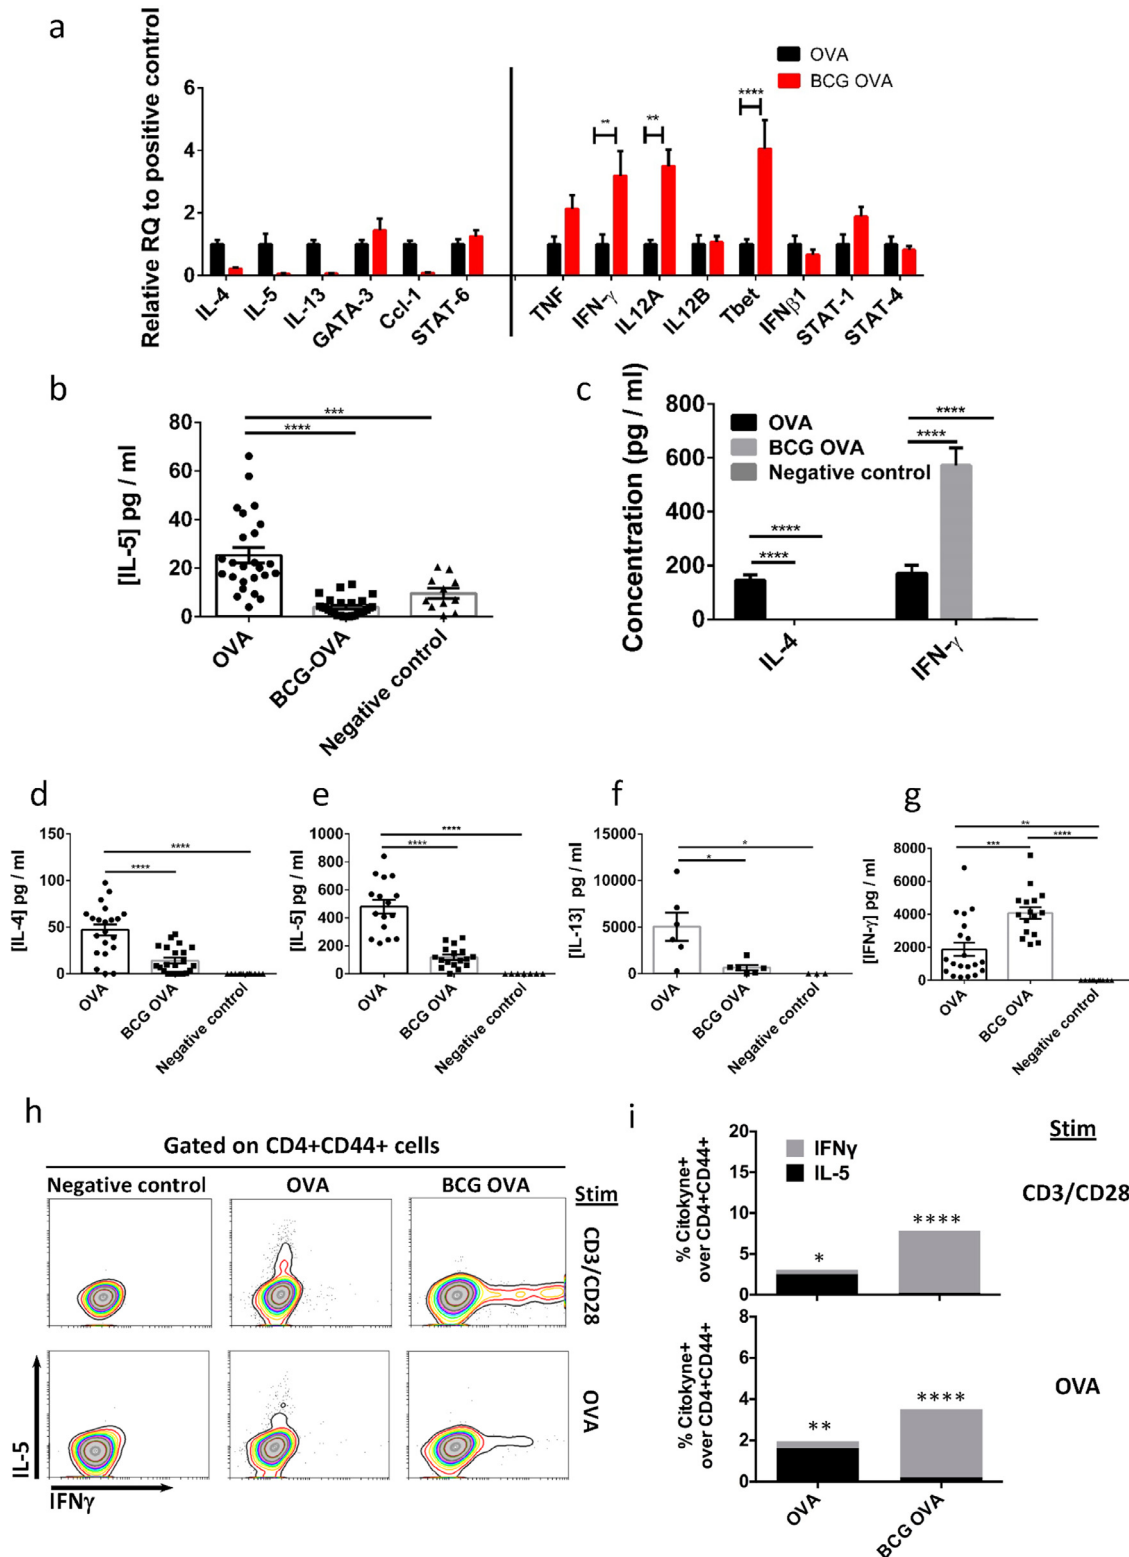 a
OVA
BCG OVA
Relative RQ to positive control
6
4
2
0
**
**
****
IL-4
IL-5
IL-13
GATA-3
Ccl-1
STAT-6
TNF
IFN-γ
IL12A
IL12B
Tbet
IFNβ1
STAT-1
STAT-4
b
[IL-5] pg / ml
80
60
40
20
0
***
****
OVA
BCG-OVA
Negative control
c
Concentration (pg / ml)
800
600
400
200
0
OVA
BCG OVA
Negative control
****
****
****
****
IL-4
IFN-γ
d
[IL-4] pg / ml
150
100
50
0
****
****
OVA
BCG OVA
Negative control
e
[IL-5] pg / ml
1000
800
600
400
200
0
****
****
OVA
BCG OVA
Negative control
f
[IL-13] pg / ml
15000
10000
5000
0
*
*
OVA
BCG OVA
Negative control
g
[IFN-γ] pg / ml
8000
6000
4000
2000
0
**
***
****
OVA
BCG OVA
Negative control
h
Gated on CD4+CD44+ cells
Negative control
OVA
BCG OVA
Stim
CD3/CD28
OVA
IL-5
IFNγ
i
Stim
% Citokyne+
over CD4+CD44+
20
15
10
5
0
IFNγ
IL-5
*
****
CD3/CD28
% Citokyne+
over CD4+CD44+
8
6
4
2
0
**
****
OVA
OVA
BCG OVA